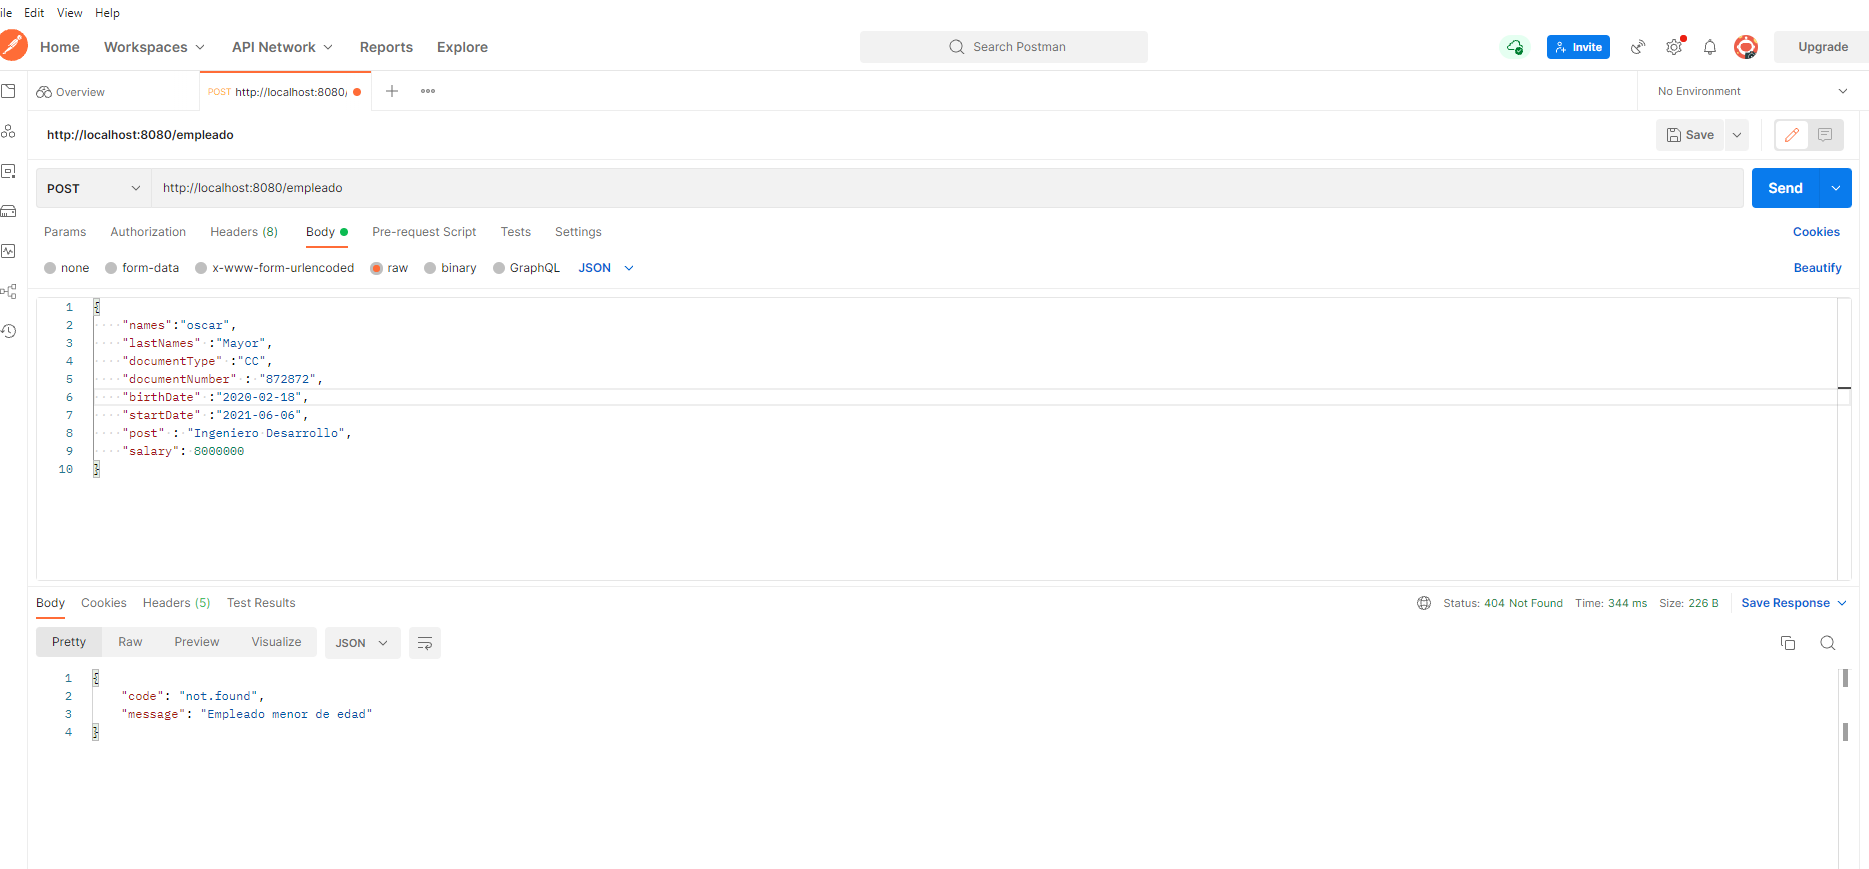 ile Edit View Help
Home Workspaces API Network Reports Explore Search Postman Invite Upgrade
Overview POST http://localhost:8080/ No Environment
http://localhost:8080/empleado Save
POST http://localhost:8080/empleado Send
Params Authorization Headers (8) Body Pre-request Script Tests Settings Cookies
none form-data x-www-form-urlencoded raw binary GraphQL JSON Beautify
1 {
2 "names":"oscar",
3 "lastNames" :"Mayor",
4 "documentType" :"CC",
5 "documentNumber" : "872872",
6 "birthDate" :"2020-02-18",
7 "startDate" :"2021-06-06",
8 "post" : "Ingeniero Desarrollo",
9 "salary": 8000000
10 }
Body Cookies Headers (5) Test Results Status: 404 Not Found Time: 344 ms Size: 226 B Save Response
Pretty Raw Preview Visualize JSON
1 {
2 "code": "not.found",
3 "message": "Empleado menor de edad"
4 }